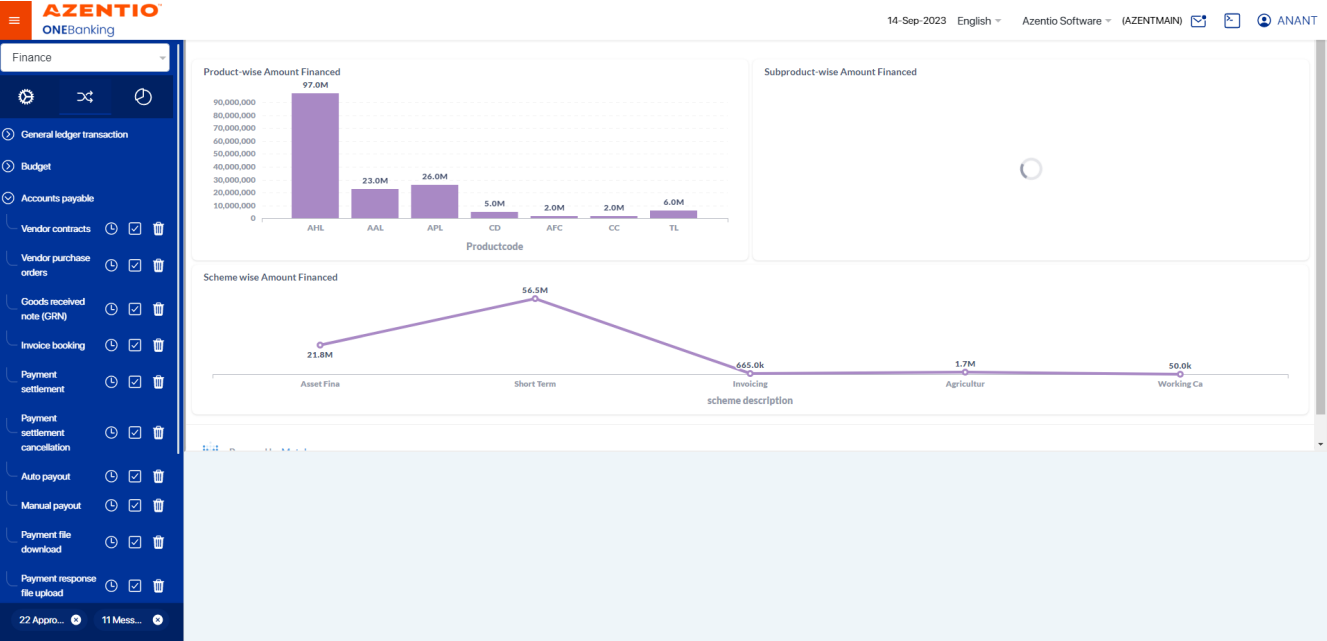 AZENTIO™
ONEBanking
14-Sep-2023 English Azentio Software (AZENTMAIN) ANANT
Finance
General ledger transaction
Budget
Accounts payable
Vendor contracts
Vendor purchase
orders
Goods received
note (GRN)
Invoice booking
Payment
settlement
Payment
settlement
cancellation
Auto payout
Manual payout
Payment file
download
Payment response
file upload
22 Appro...
11 Mess...
Product-wise Amount Financed
97.0M
90,000,000
80,000,000
70,000,000
60,000,000
50,000,000
40,000,000
30,000,000
20,000,000
10,000,000
0
23.0M
26.0M
5.0M
2.0M
2.0M
6.0M
AHL AAL APL CD AFC CC TL
Productcode
Subproduct-wise Amount Financed
Scheme wise Amount Financed
56.5M
21.8M
665.0k
1.7M
50.0k
Asset Fina Short Term Invoicing Agricultur Working Ca
scheme description